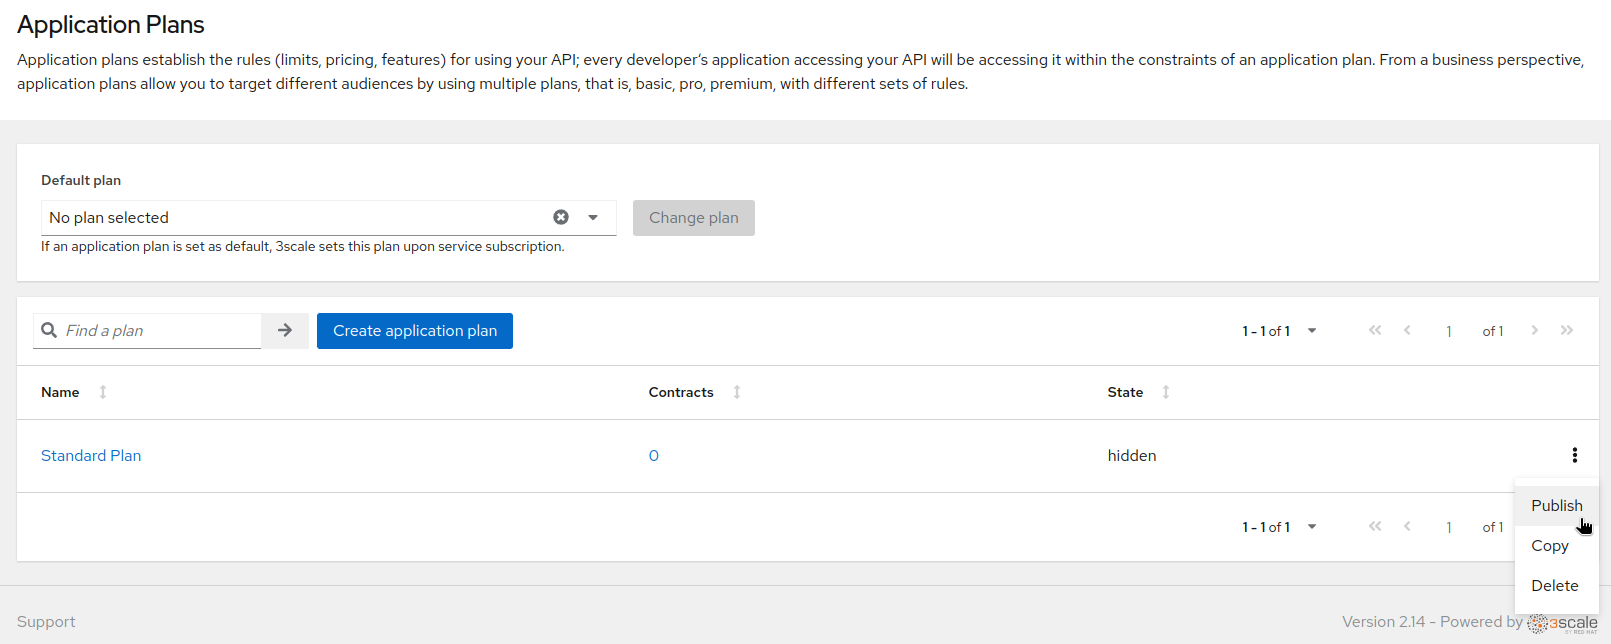 Application Plans
Application plans establish the rules (limits, pricing, features) for using your API; every developer’s application accessing your API will be accessing it within the constraints of an application plan. From a business perspective,
application plans allow you to target different audiences by using multiple plans, that is, basic, pro, premium, with different sets of rules.
Default plan
No plan selected
Change plan
If an application plan is set as default, 3scale sets this plan upon service subscription.
Find a plan
Create application plan
1 - 1 of 1
1 of 1
Name Contracts State
Standard Plan 0 hidden
Publish
1 - 1 of 1
1 of 1
Copy
Delete
Support
Version 2.14 - Powered by 3scale
BY RED HAT